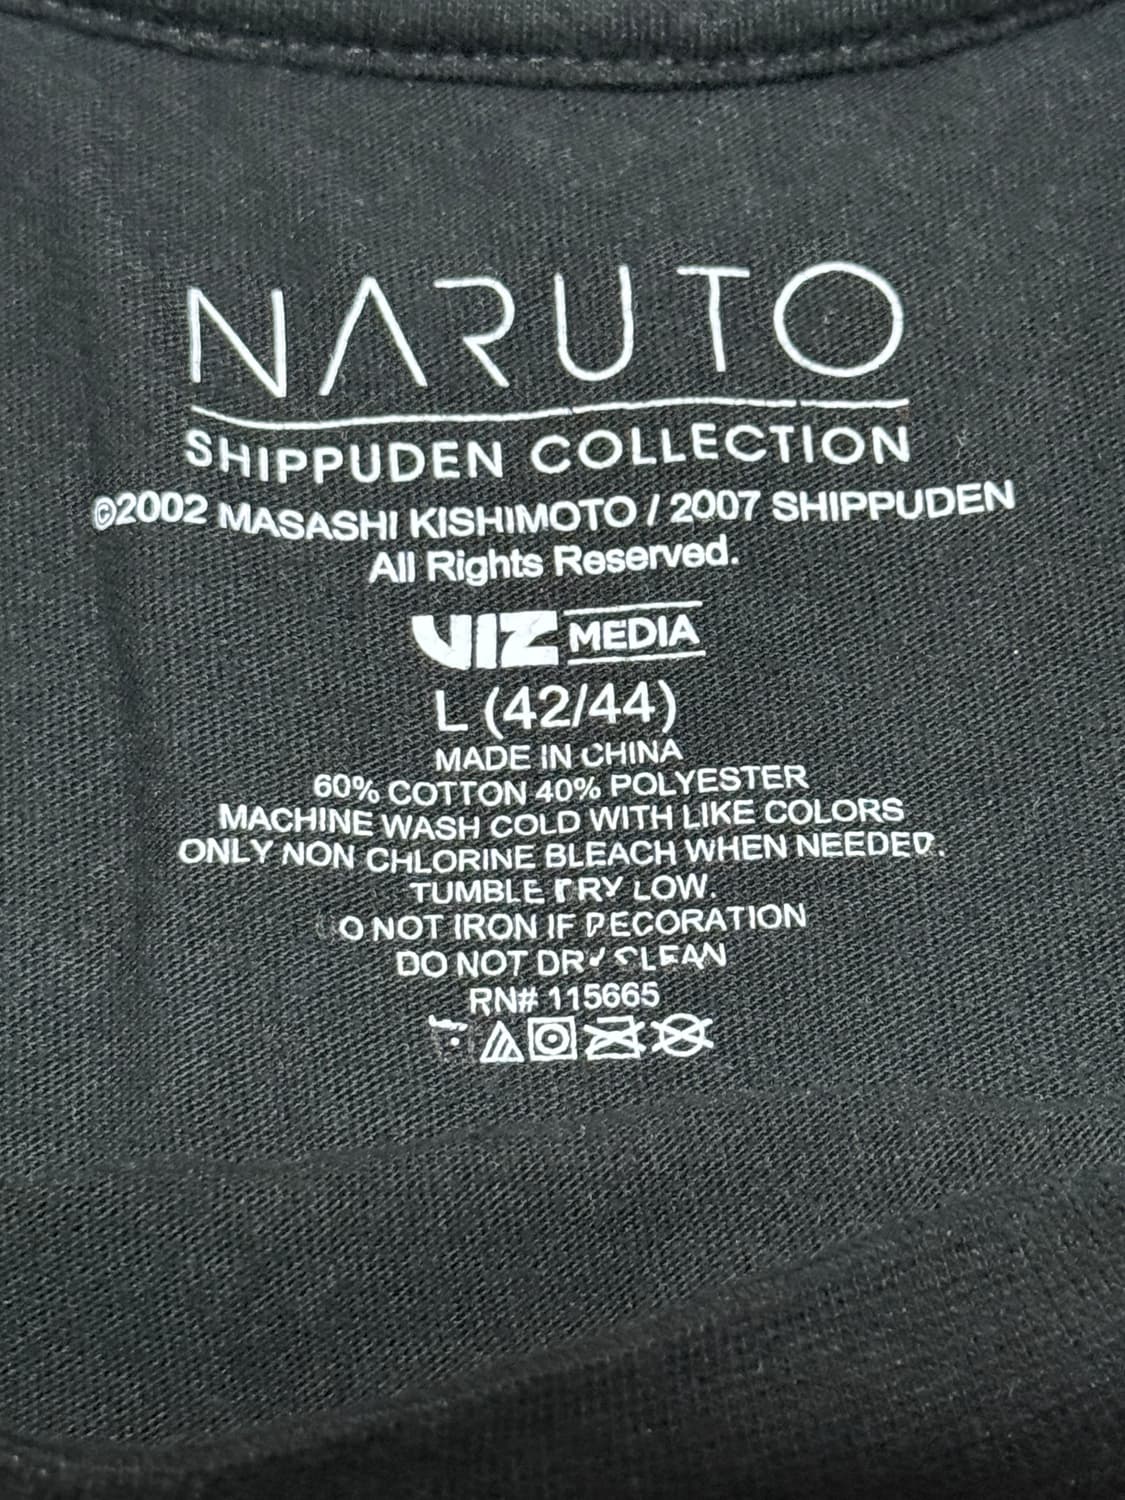 NARUTO
SHIPPUDEN COLLECTION
©2002 MASASHI KISHIMOTO / 2007 SHIPPUDEN
All Rights Reserved.
VIZ MEDIA
L (42/44)
MADE IN CHINA
60% COTTON 40% POLYESTER
MACHINE WASH COLD WITH LIKE COLORS
ONLY NON CHLORINE BLEACH WHEN NEEDED.
TUMBLE DRY LOW.
DO NOT IRON IF DECORATION
DO NOT DRY CLEAN
RN# 115665